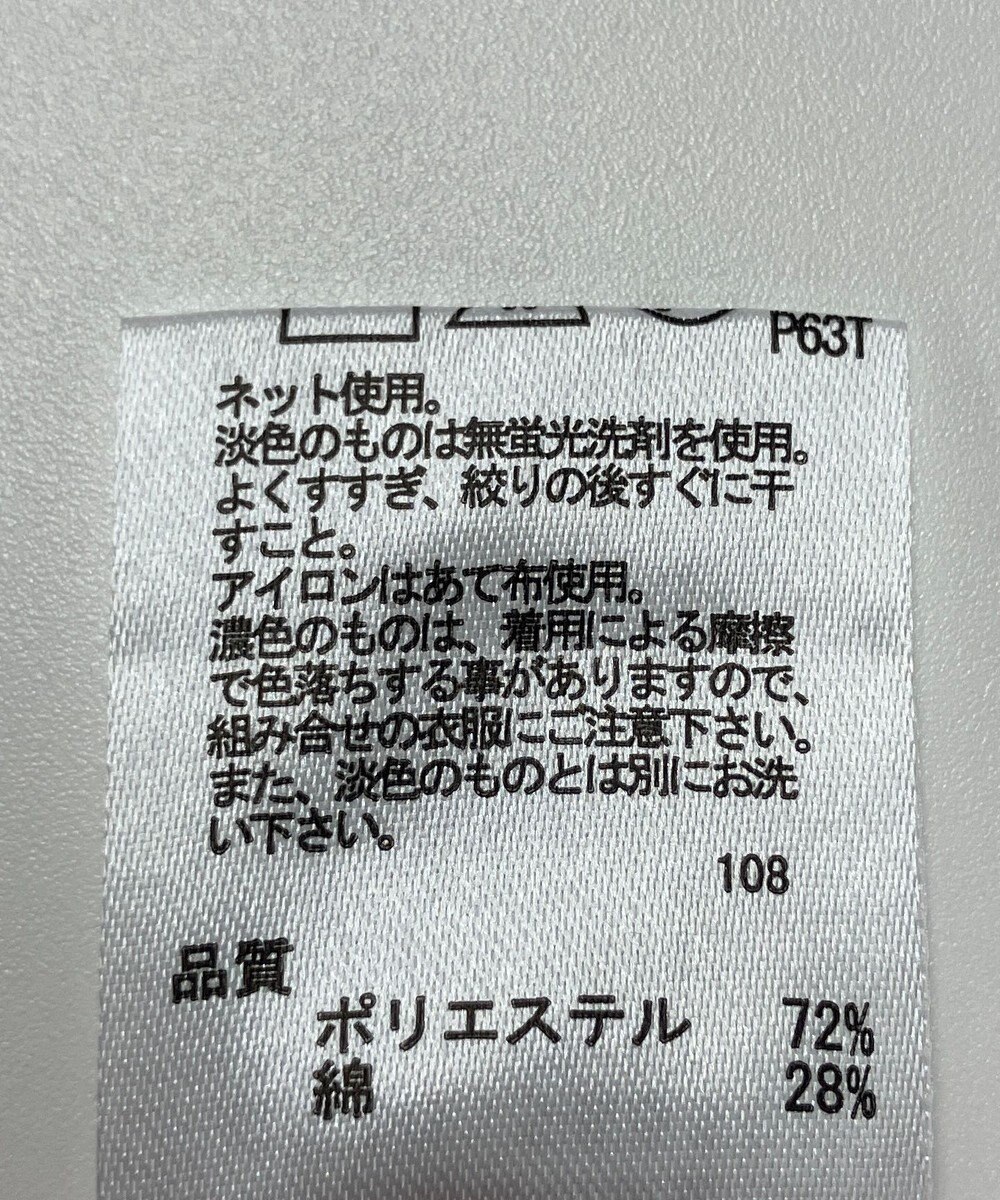 P63T
ネット使用。
淡色のものは無蛍光洗剤を使用。
よくすすぎ、絞りの後すぐに干
すこと。
アイロンはあて布使用。
濃色のものは、着用による摩擦
で色落ちする事がありますので、
組み合せの衣服にご注意下さい。
また、淡色のものとは別にお洗
い下さい。
108
品質
ポリエステル 72%
綿 28%